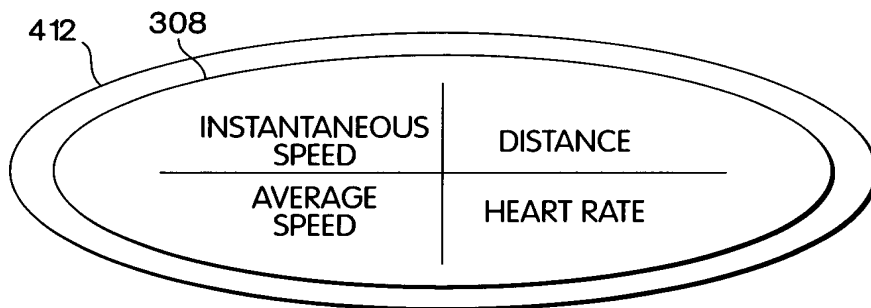 412
308
INSTANTANEOUS
SPEED
DISTANCE
AVERAGE
SPEED
HEART RATE